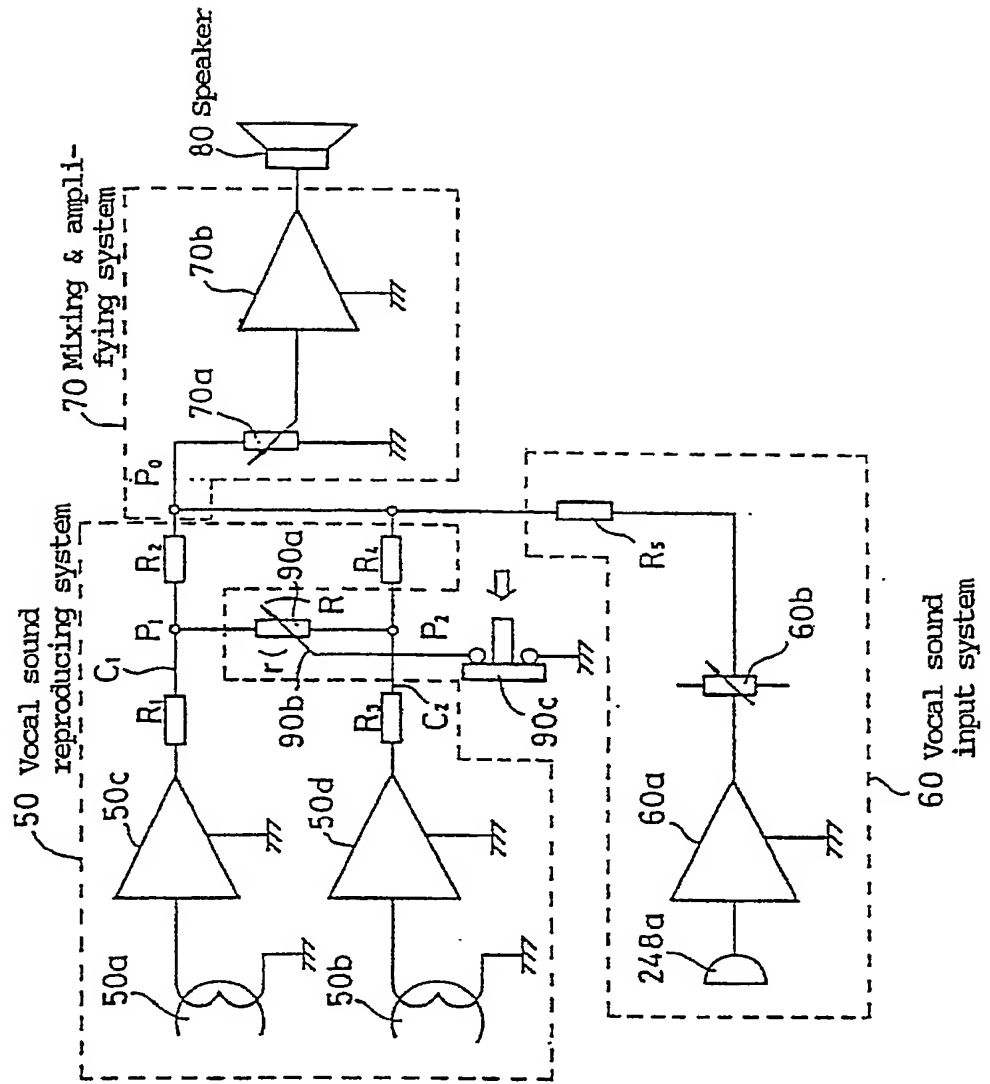 50 Vocal sound
reproducing system
50c
50a
R₁
C₁
P₁
R₂
P₀
70 Mixing & ampli-
fying system
70a
70b
80 Speaker
50d
50b
R₃
C₂
r(
R
90a
90b
P₂
R₄
90c
R₅
60b
60a
248a
60 Vocal sound
input system